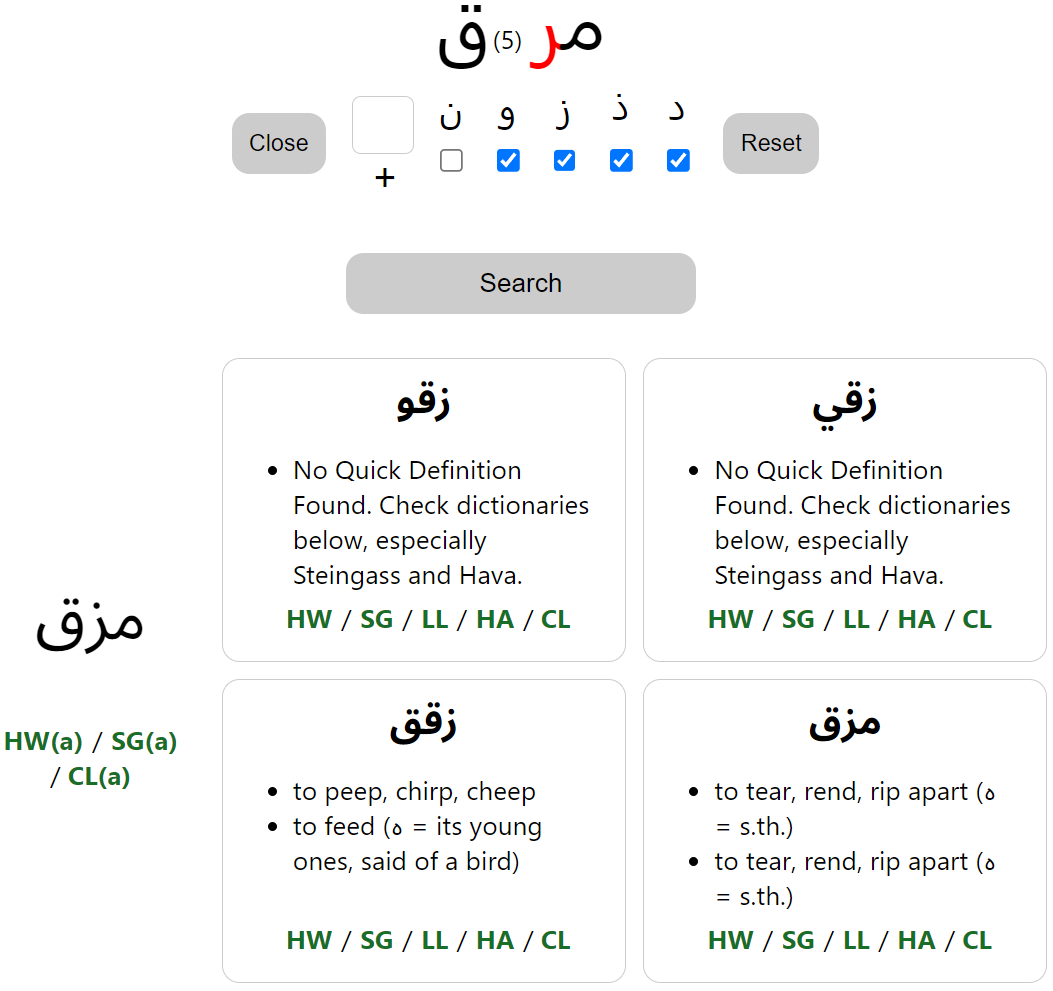 مر (5) ق
Close
ن و ز ذ د
Reset
+
Search
زقو
No Quick Definition
Found. Check dictionaries
below, especially
Steingass and Hava.
HW / SG / LL / HA / CL
زقي
No Quick Definition
Found. Check dictionaries
below, especially
Steingass and Hava.
HW / SG / LL / HA / CL
مزق
HW(a) / SG(a)
/ CL(a)
زقق
to peep, chirp, cheep
to feed (ه = its young
ones, said of a bird)
HW / SG / LL / HA / CL
مزق
to tear, rend, rip apart (ه
= s.th.)
to tear, rend, rip apart (ه
= s.th.)
HW / SG / LL / HA / CL